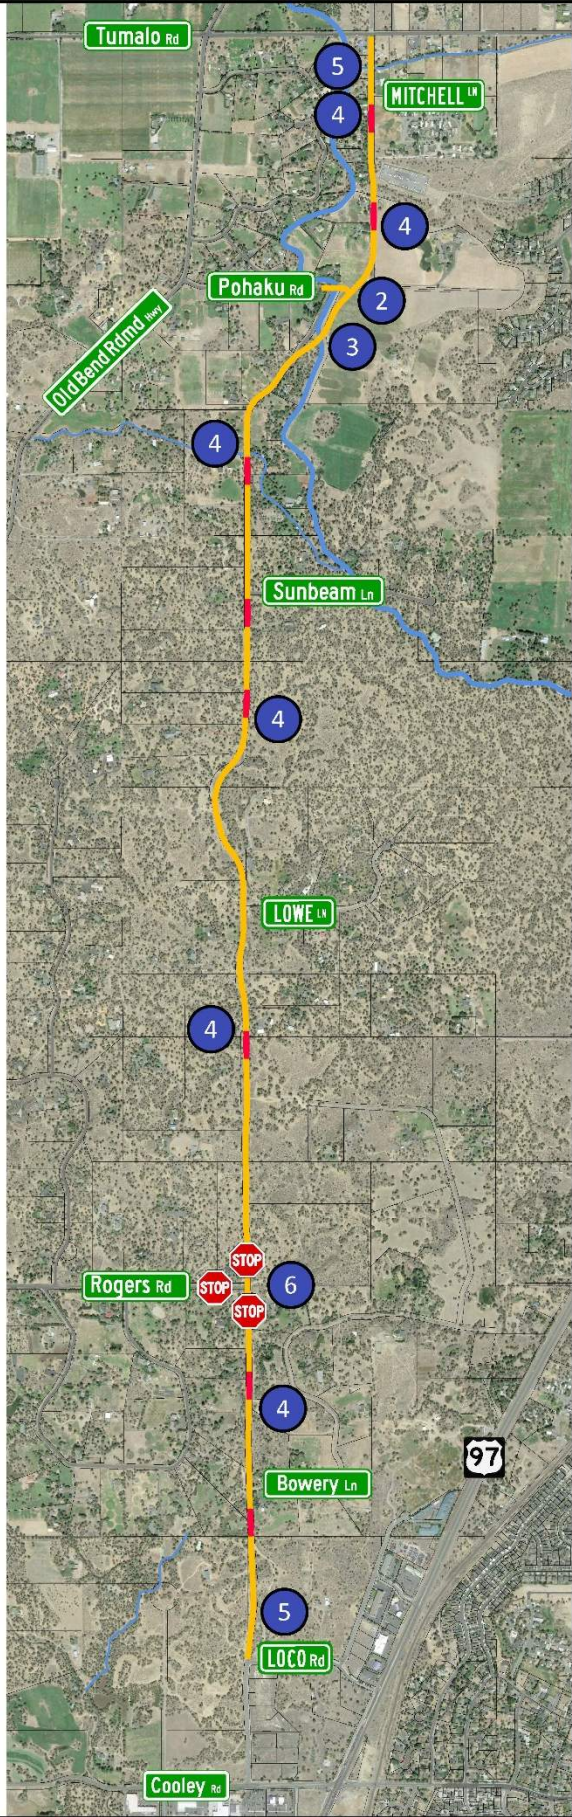 Tumalo Rd
5
MITCHELL LN
4
4
Pohaku Rd
2
Old Bend Rdmd Hwy
3
4
Sunbeam Ln
4
LOWE LN
4
STOP
Rogers Rd STOP 6
STOP
4
97
Bowery Ln
5
LOCO Rd
Cooley Rd